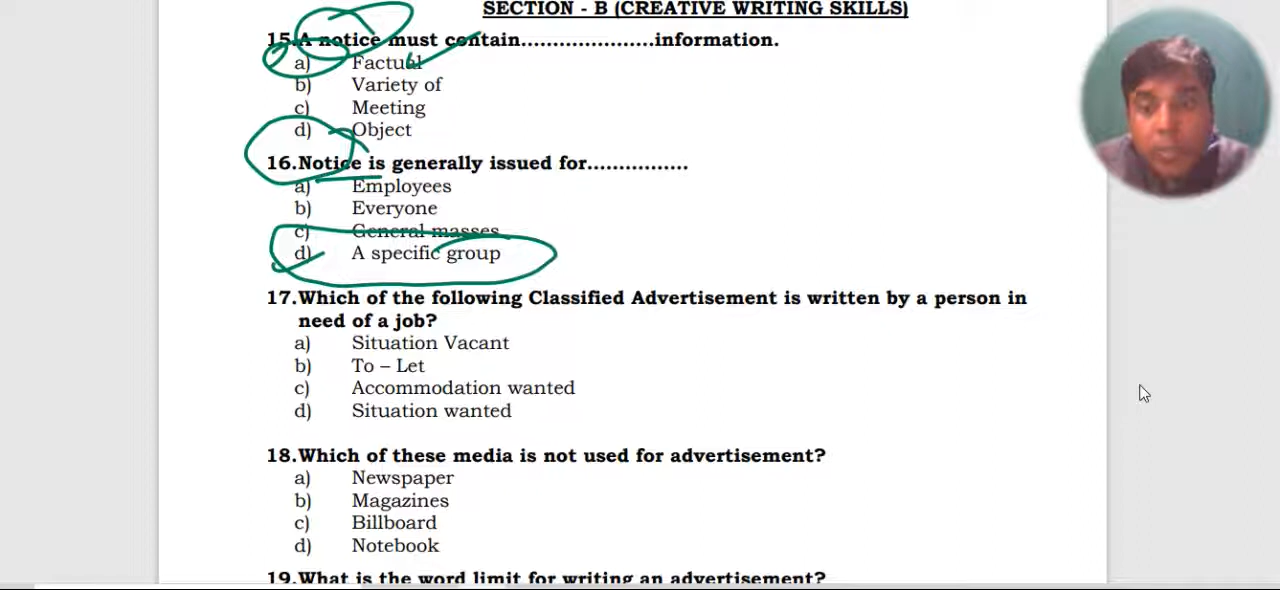 SECTION - B (CREATIVE WRITING SKILLS)
15.A notice must contain.....................information.
a) Factual
b) Variety of
c) Meeting
d) Object
16.Notice is generally issued for................
a) Employees
b) Everyone
c) General masses
d) A specific group
17.Which of the following Classified Advertisement is written by a person in
need of a job?
a) Situation Vacant
b) To – Let
c) Accommodation wanted
d) Situation wanted
18.Which of these media is not used for advertisement?
a) Newspaper
b) Magazines
c) Billboard
d) Notebook
19.What is the word limit for writing an advertisement?